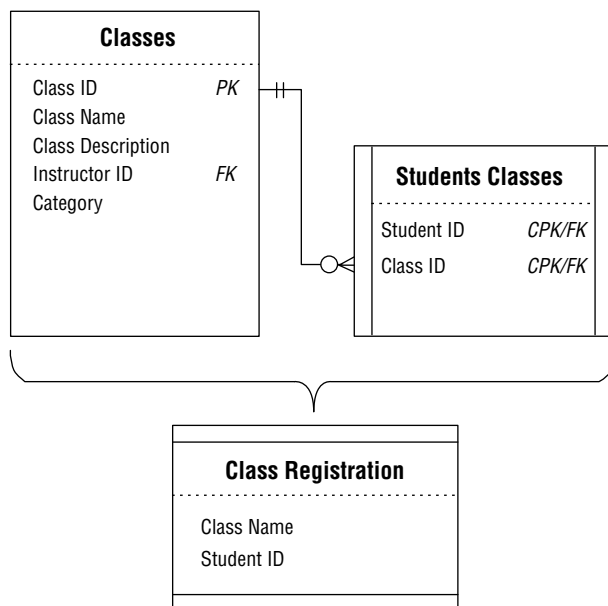 Classes
Class ID PK
Class Name
Class Description
Instructor ID FK
Category
Students Classes
Student ID CPK/FK
Class ID CPK/FK
Class Registration
Class Name
Student ID